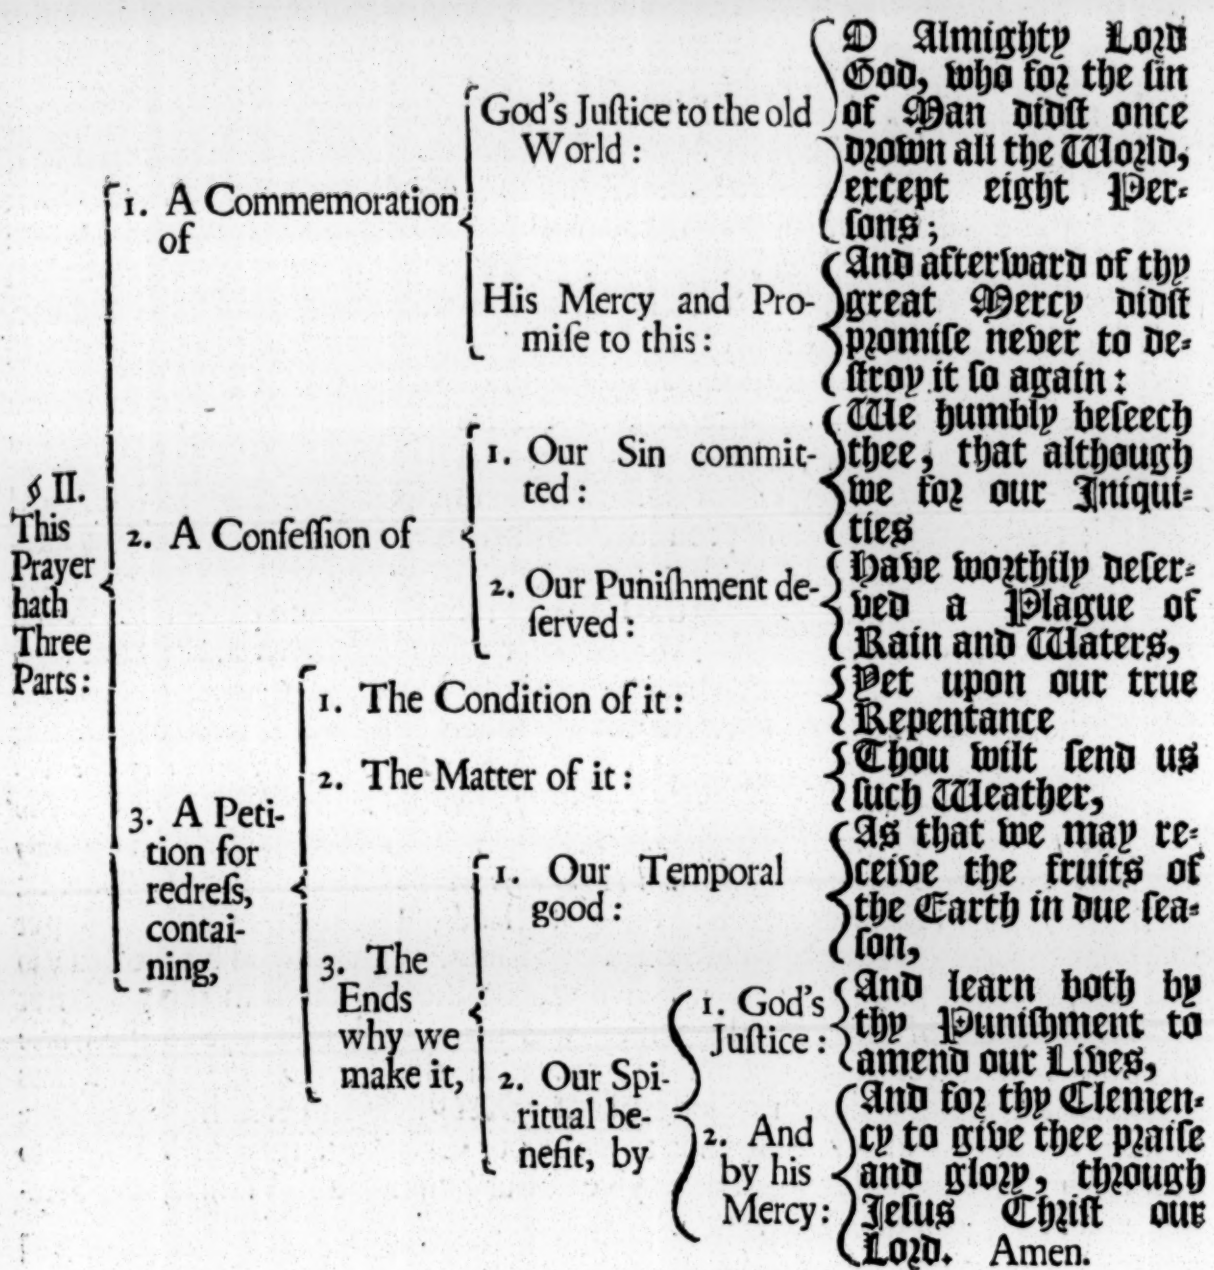 § II.
This
Prayer
hath
Three
Parts:
1. A Commemoration
of
God's Juſtice to the old
World:
O Almighty Lord
God, who for the ſin
of Man didſt once
drown all the World,
except eight Per-
ſons;
His Mercy and Pro-
miſe to this:
And afterward of thy
great Mercy didſt
promiſe never to de-
ſtroy it ſo again:
2. A Confeſſion of
1. Our Sin commit-
ted:
We humbly beſeech
thee, that although
we for our Iniqui-
ties
2. Our Puniſhment de-
ſerved:
Have worthily deſer-
ved a Plague of
Rain and Waters,
3. A Peti-
tion for
redreſs,
contai-
ning,
1. The Condition of it:
Yet upon our true
Repentance
2. The Matter of it:
Thou wilt ſend us
ſuch Weather,
3. The
Ends
why we
make it,
1. Our Temporal
good:
As that we may re-
ceive the fruits of
the Earth in due ſea-
ſon,
2. Our Spi-
ritual be-
nefit, by
1. God's
Juſtice:
And learn both by
thy Puniſhment to
amend our Lives,
2. And
by his
Mercy:
And for thy Clemen-
cy to give thee praiſe
and glory, through
Jeſus Chriſt our
Lord. Amen.